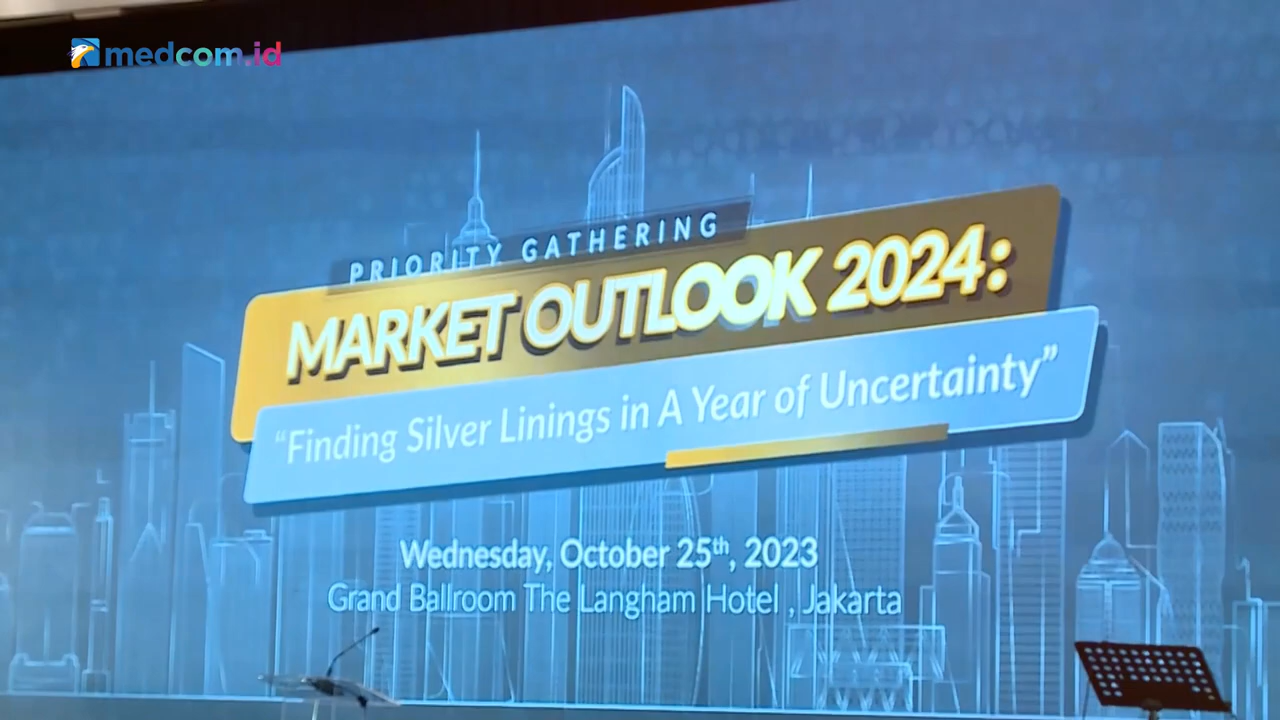 medcom.id
PRIORITY GATHERING
MARKET OUTLOOK 2024:
“Finding Silver Linings in A Year of Uncertainty”
Wednesday, October 25th, 2023
Grand Ballroom The Langham Hotel , Jakarta